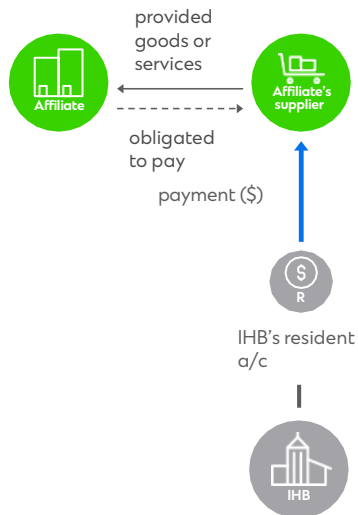 provided
goods or
services
Affiliate
Affiliate's
supplier
obligated
to pay
payment ($)
$
R
IHB's resident
a/c
IHB